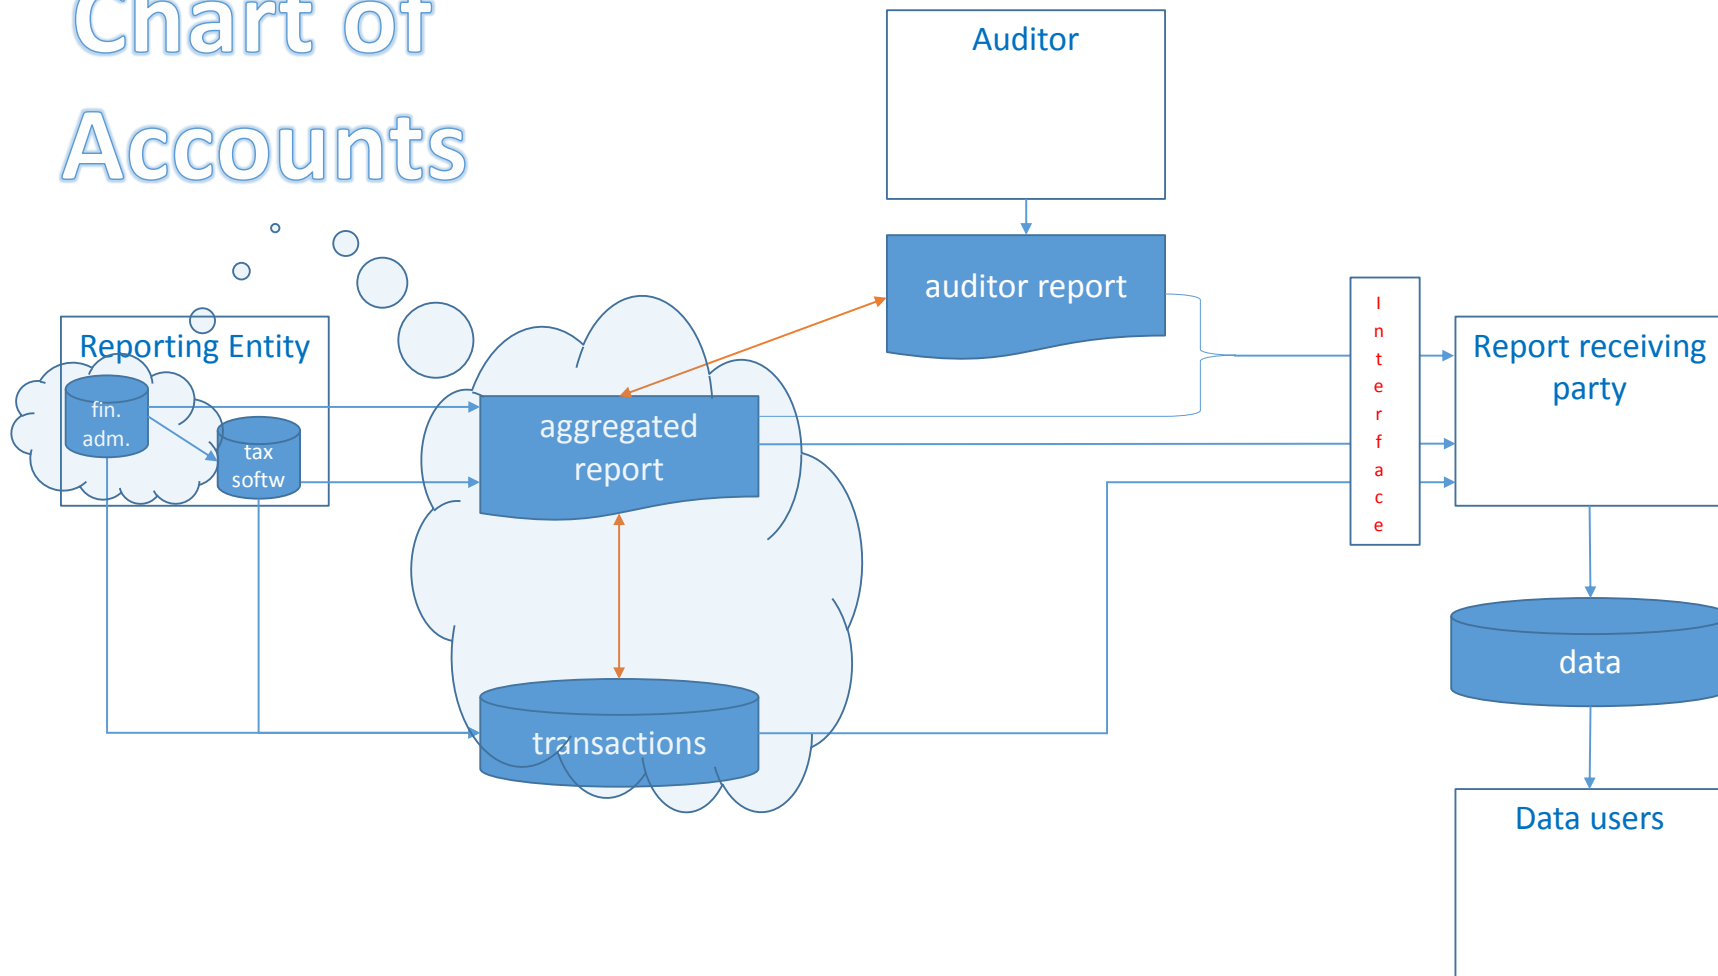 Chart of
Accounts
Auditor
auditor report
Reporting Entity
fin.
adm.
tax
softw
aggregated
report
transactions
I
n
t
e
r
f
a
c
e
Report receiving
party
data
Data users